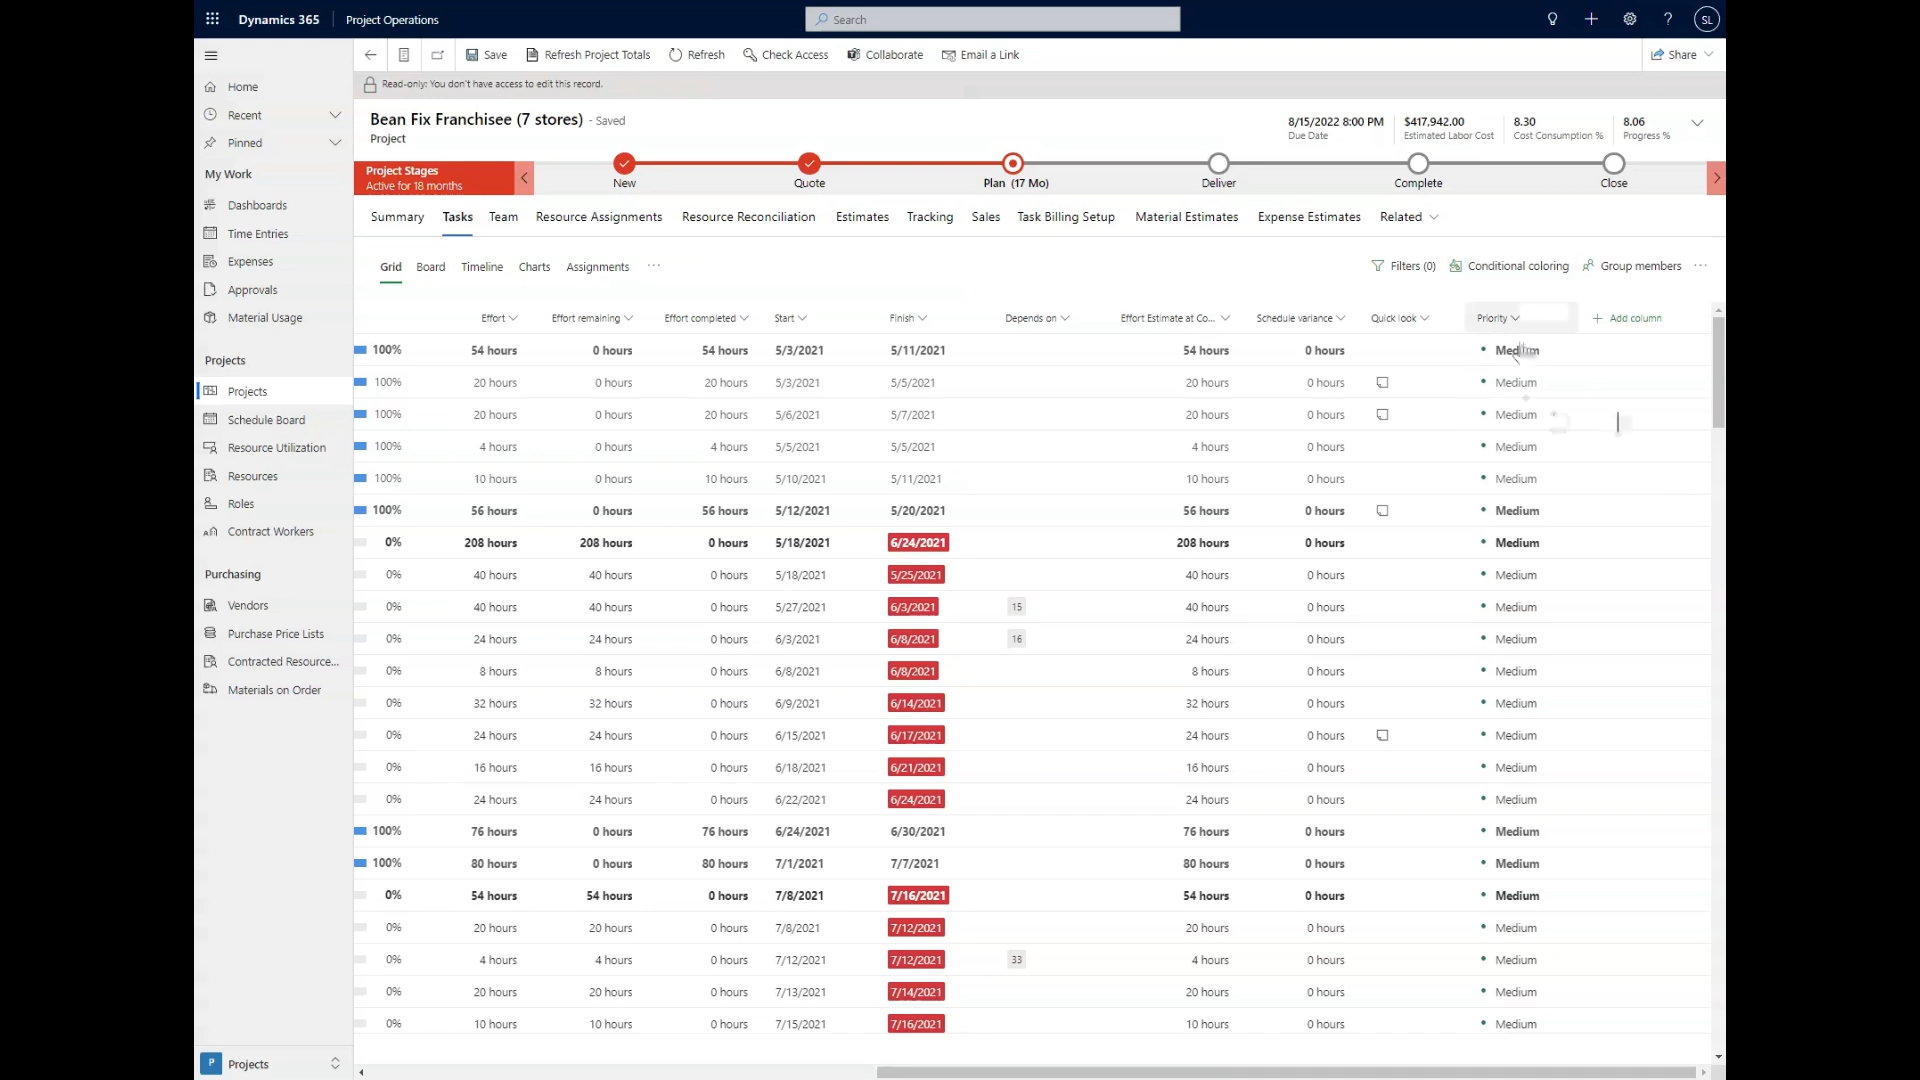 Dynamics 365 Project Operations Search SL
Save Refresh Project Totals Refresh Check Access Collaborate Email a Link Share
Read-only: You don't have access to edit this record.
Home
Recent
Pinned
My Work
Dashboards
Time Entries
Expenses
Approvals
Material Usage
Projects
Projects
Schedule Board
Resource Utilization
Resources
Roles
Contract Workers
Purchasing
Vendors
Purchase Price Lists
Contracted Resource...
Materials on Order
P Projects
Bean Fix Franchisee (7 stores) - Saved
Project
8/15/2022 8:00 PM $417,942.00 8.30 8.06
Due Date Estimated Labor Cost Cost Consumption % Progress %
Project Stages
Active for 18 months
New Quote Plan (17 Mo) Deliver Complete Close
Summary Tasks Team Resource Assignments Resource Reconciliation Estimates Tracking Sales Task Billing Setup Material Estimates Expense Estimates Related
Grid Board Timeline Charts Assignments ... Filters (0) Conditional coloring Group members ...
Effort Effort remaining Effort completed Start Finish Depends on Effort Estimate at Co... Schedule variance Quick look Priority + Add column
100% 54 hours 0 hours 54 hours 5/3/2021 5/11/2021 54 hours 0 hours Medium
100% 20 hours 0 hours 20 hours 5/3/2021 5/5/2021 20 hours 0 hours Medium
100% 20 hours 0 hours 20 hours 5/6/2021 5/7/2021 20 hours 0 hours Medium
100% 4 hours 0 hours 4 hours 5/5/2021 5/5/2021 4 hours 0 hours Medium
100% 10 hours 0 hours 10 hours 5/10/2021 5/11/2021 10 hours 0 hours Medium
100% 56 hours 0 hours 56 hours 5/12/2021 5/20/2021 56 hours 0 hours Medium
0% 208 hours 208 hours 0 hours 5/18/2021 6/24/2021 208 hours 0 hours Medium
0% 40 hours 40 hours 0 hours 5/18/2021 5/25/2021 40 hours 0 hours Medium
0% 40 hours 40 hours 0 hours 5/27/2021 6/3/2021 15 40 hours 0 hours Medium
0% 24 hours 24 hours 0 hours 6/3/2021 6/8/2021 16 24 hours 0 hours Medium
0% 8 hours 8 hours 0 hours 6/8/2021 6/8/2021 8 hours 0 hours Medium
0% 32 hours 32 hours 0 hours 6/9/2021 6/14/2021 32 hours 0 hours Medium
0% 24 hours 24 hours 0 hours 6/15/2021 6/17/2021 24 hours 0 hours Medium
0% 16 hours 16 hours 0 hours 6/18/2021 6/21/2021 16 hours 0 hours Medium
0% 24 hours 24 hours 0 hours 6/22/2021 6/24/2021 24 hours 0 hours Medium
100% 76 hours 0 hours 76 hours 6/24/2021 6/30/2021 76 hours 0 hours Medium
100% 80 hours 0 hours 80 hours 7/1/2021 7/7/2021 80 hours 0 hours Medium
0% 54 hours 54 hours 0 hours 7/8/2021 7/16/2021 54 hours 0 hours Medium
0% 20 hours 20 hours 0 hours 7/8/2021 7/12/2021 20 hours 0 hours Medium
0% 4 hours 4 hours 0 hours 7/12/2021 7/12/2021 33 4 hours 0 hours Medium
0% 20 hours 20 hours 0 hours 7/13/2021 7/14/2021 20 hours 0 hours Medium
0% 10 hours 10 hours 0 hours 7/15/2021 7/16/2021 10 hours 0 hours Medium